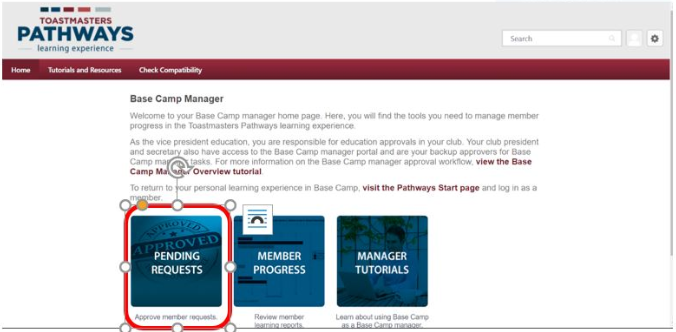 TOASTMASTERS
PATHWAYS
learning experience
Search
Home Tutorials and Resources Check Compatibility
Base Camp Manager
Welcome to your Base Camp manager home page. Here, you will find the tools you need to manage member
progress in the Toastmasters Pathways learning experience.
As the vice president education, you are responsible for education approvals in your club. Your club president
and secretary also have access to the Base Camp manager portal and are your backup approvers for Base
Camp manager tasks. For more information on the Base Camp manager approval workflow, view the Base
Camp Manager Overview tutorial.
To return to your personal learning experience in Base Camp, visit the Pathways Start page and log in as a
member.
APPROVED
APPROVED
PENDING
REQUESTS
MEMBER
PROGRESS
MANAGER
TUTORIALS
Approve member requests.
Review member
learning reports.
Learn about using Base Camp
as a Base Camp manager.